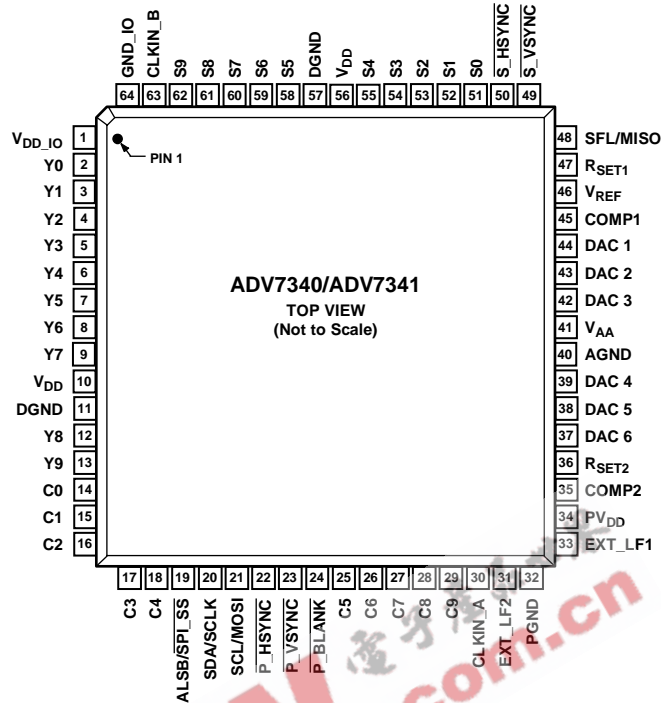 GND_IO
CLKIN_B
S9
S8
S7
S6
S5
DGND
VDD
S4
S3
S2
S1
S0
S_HSYNC
S_VSYNC
64 63 62 61 60 59 58 57 56 55 54 53 52 51 50 49
VDD_IO 1
Y0 2
Y1 3
Y2 4
Y3 5
Y4 6
Y5 7
Y6 8
Y7 9
VDD 10
DGND 11
Y8 12
Y9 13
C0 14
C1 15
C2 16
PIN 1
ADV7340/ADV7341
TOP VIEW
(Not to Scale)
48 SFL/MISO
47 RSET1
46 VREF
45 COMP1
44 DAC 1
43 DAC 2
42 DAC 3
41 VAA
40 AGND
39 DAC 4
38 DAC 5
37 DAC 6
36 RSET2
35 COMP2
34 PVDD
33 EXT_LF1
17 18 19 20 21 22 23 24 25 26 27 28 29 30 31 32
C3
C4
ALSB/SPI_SS
SDA/SCLK
SCL/MOSI
P_HSYNC
P_VSYNC
P_BLANK
C5
C6
C7
C8
C9
CLKIN_A
EXT_LF2
PGND
com.cn